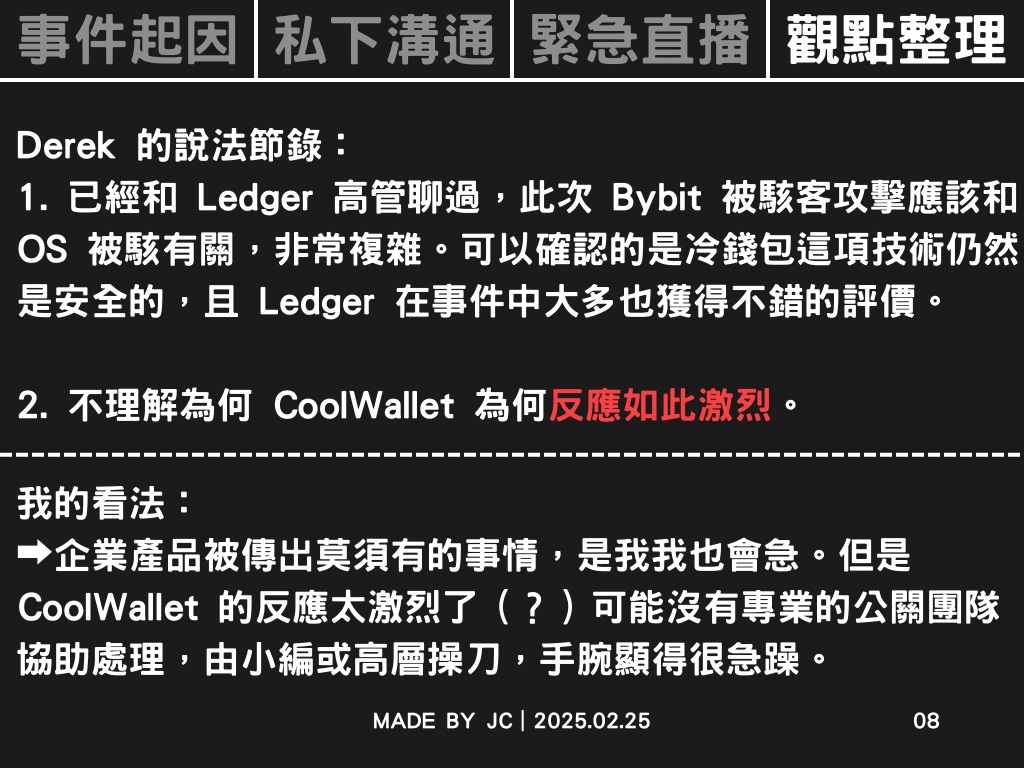 事件起因
私下溝通
緊急直播
觀點整理
Derek 的說法節錄：
1. 已經和 Ledger 高管聊過，此次 Bybit 被駭客攻擊應該和
OS 被駭有關，非常複雜。可以確認的是冷錢包這項技術仍然
是安全的，且 Ledger 在事件中大多也獲得不錯的評價。
2. 不理解為何 CoolWallet 為何反應如此激烈。
我的看法：
➡企業產品被傳出莫須有的事情，是我我也會急。但是
CoolWallet 的反應太激烈了（？）可能沒有專業的公關團隊
協助處理，由小編或高層操刀，手腕顯得很急躁。
MADE BY JC | 2025.02.25
08